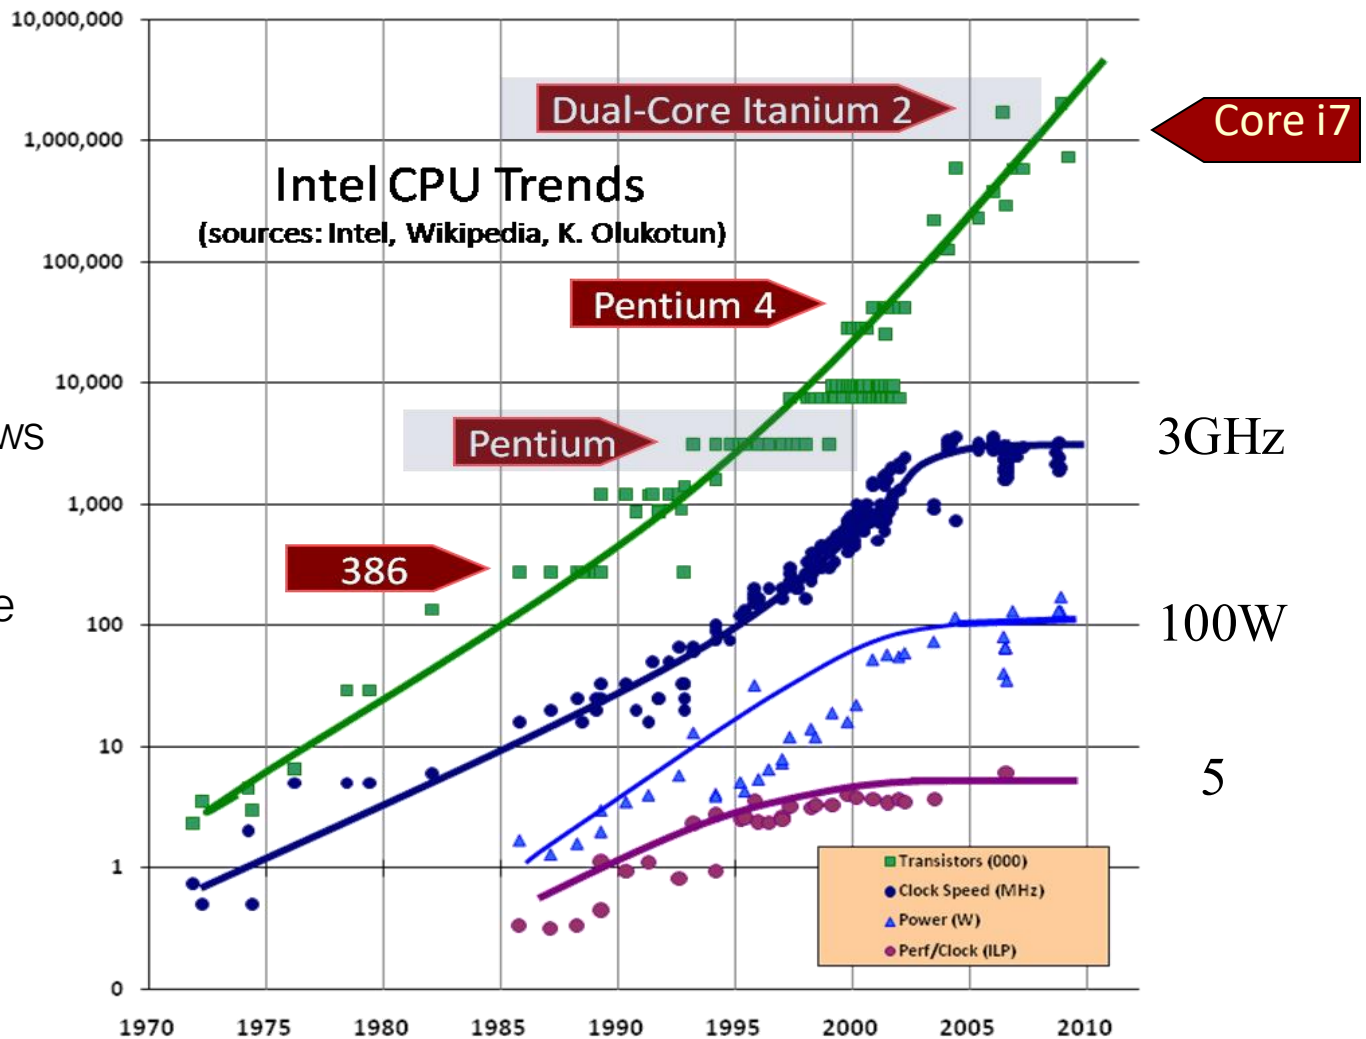 10,000,000
Dual-Core Itanium 2
Core i7
1,000,000
Intel CPU Trends
(sources: Intel, Wikipedia, K. Olukotun)
100,000
Pentium 4
10,000
ws
Pentium
3GHz
1,000
386
e
100
100W
10
5
1
Transistors (000)
Clock Speed (MHz)
Power (W)
Perf/Clock (ILP)
0
1970 1975 1980 1985 1990 1995 2000 2005 2010